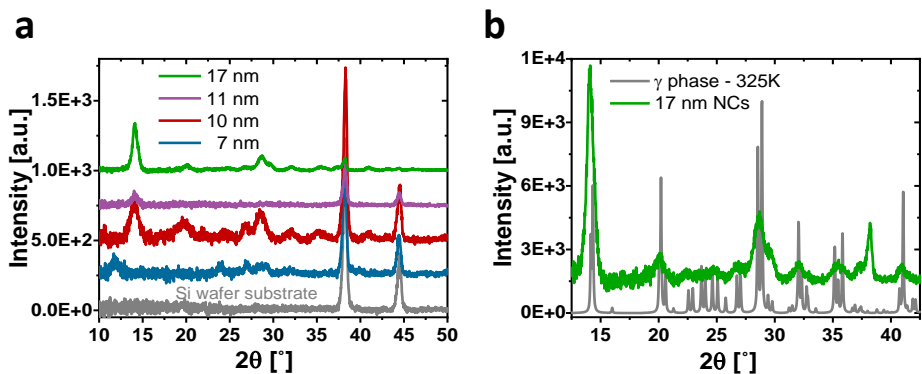 a
b
Intensity [a.u.]
1.5E+3
1.0E+3
5.0E+2
0.0E+0
17 nm
11 nm
10 nm
7 nm
Si wafer substrate
10 15 20 25 30 35 40 45 50
2θ [˚]
Intensity [a.u.]
1E+4
9E+3
6E+3
3E+3
0E+0
γ phase - 325K
17 nm NCs
15 20 25 30 35 40
2θ [˚]